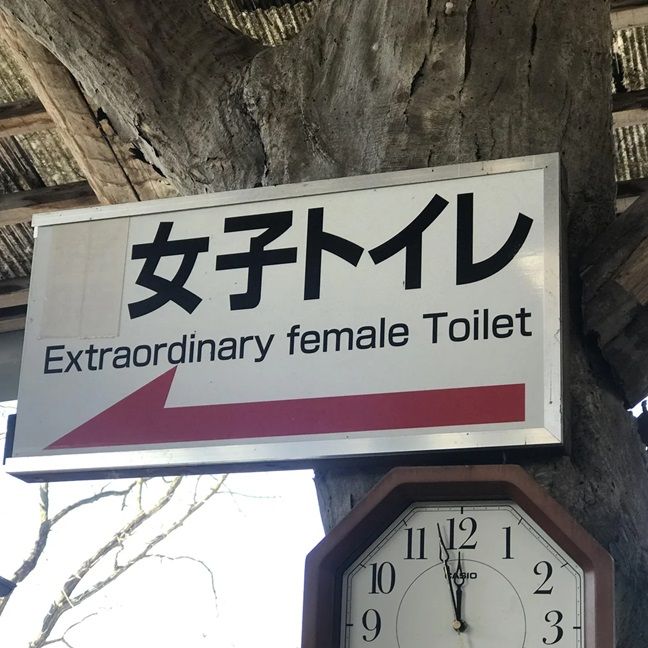 女子トイレ
Extraordinary female Toilet
11 12 1
10 CASIO 2
9 3